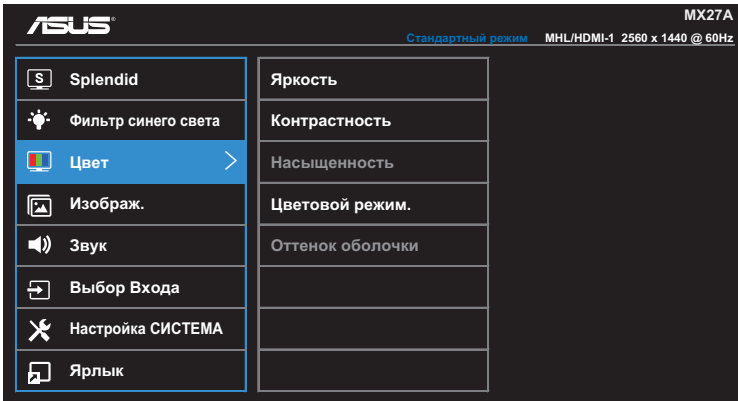 ASUS
MX27A
Стандартный режим MHL/HDMI-1 2560 x 1440 @ 60Hz
S Splendid
Фильтр синего света
Цвет
Изображ.
Звук
Выбор Входа
Настройка СИСТЕМА
Ярлык
Яркость
Контрастность
Насыщенность
Цветовой режим.
Оттенок оболочки